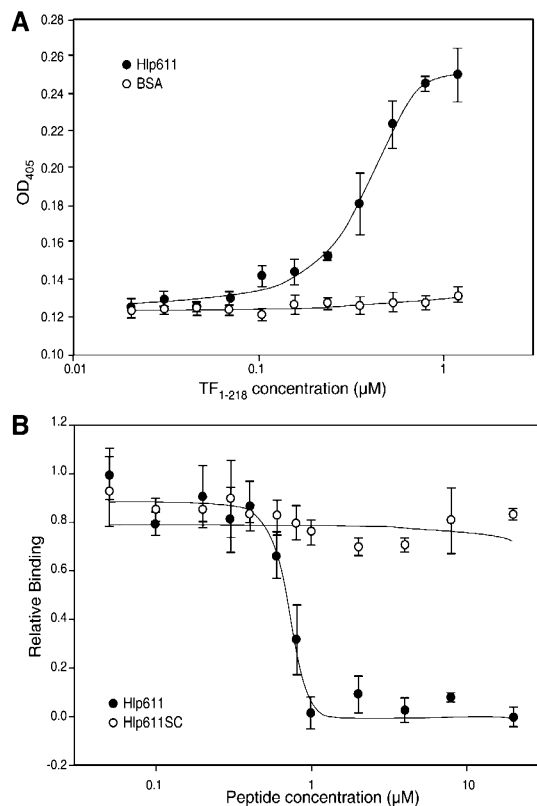 A
0.28
Hlp611
BSA
0.26
0.24
0.22
0.20
OD405
0.18
0.16
0.14
0.12
0.10
0.01
0.1
1
TF1-218 concentration (µM)
B
1.2
1.0
0.8
0.6
Relative Binding
0.4
0.2
0.0
-0.2
Hlp611
Hlp611SC
0.1
1
10
Peptide concentration (µM)